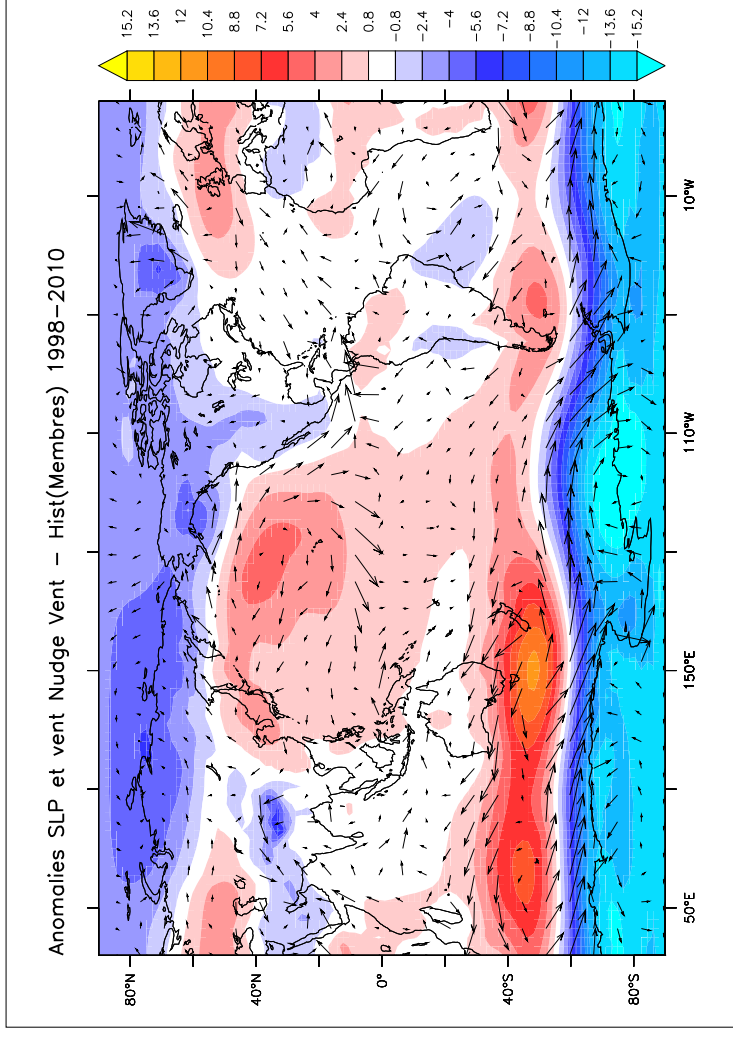 Anomalies SLP et vent Nudge Vent − Hist(Membres) 1998−2010
80°N
40°N
0°
40°S
80°S
50°E
150°E
110°W
10°W
15.2
13.6
12
10.4
8.8
7.2
5.6
4
2.4
0.8
−0.8
−2.4
−4
−5.6
−7.2
−8.8
−10.4
−12
−13.6
−15.2